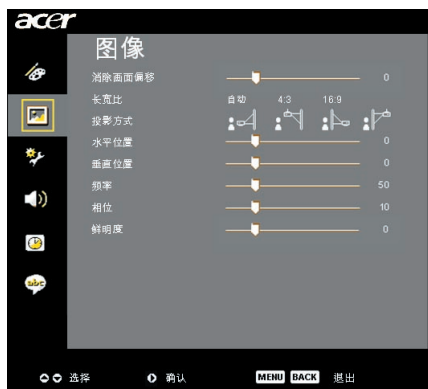 acer
图像
消除画面偏移 0
长宽比 自动 4:3 16:9
投影方式
水平位置 0
垂直位置 0
频率 50
相位 10
鲜明度 0
abc
选择 确认 MENU BACK 退出